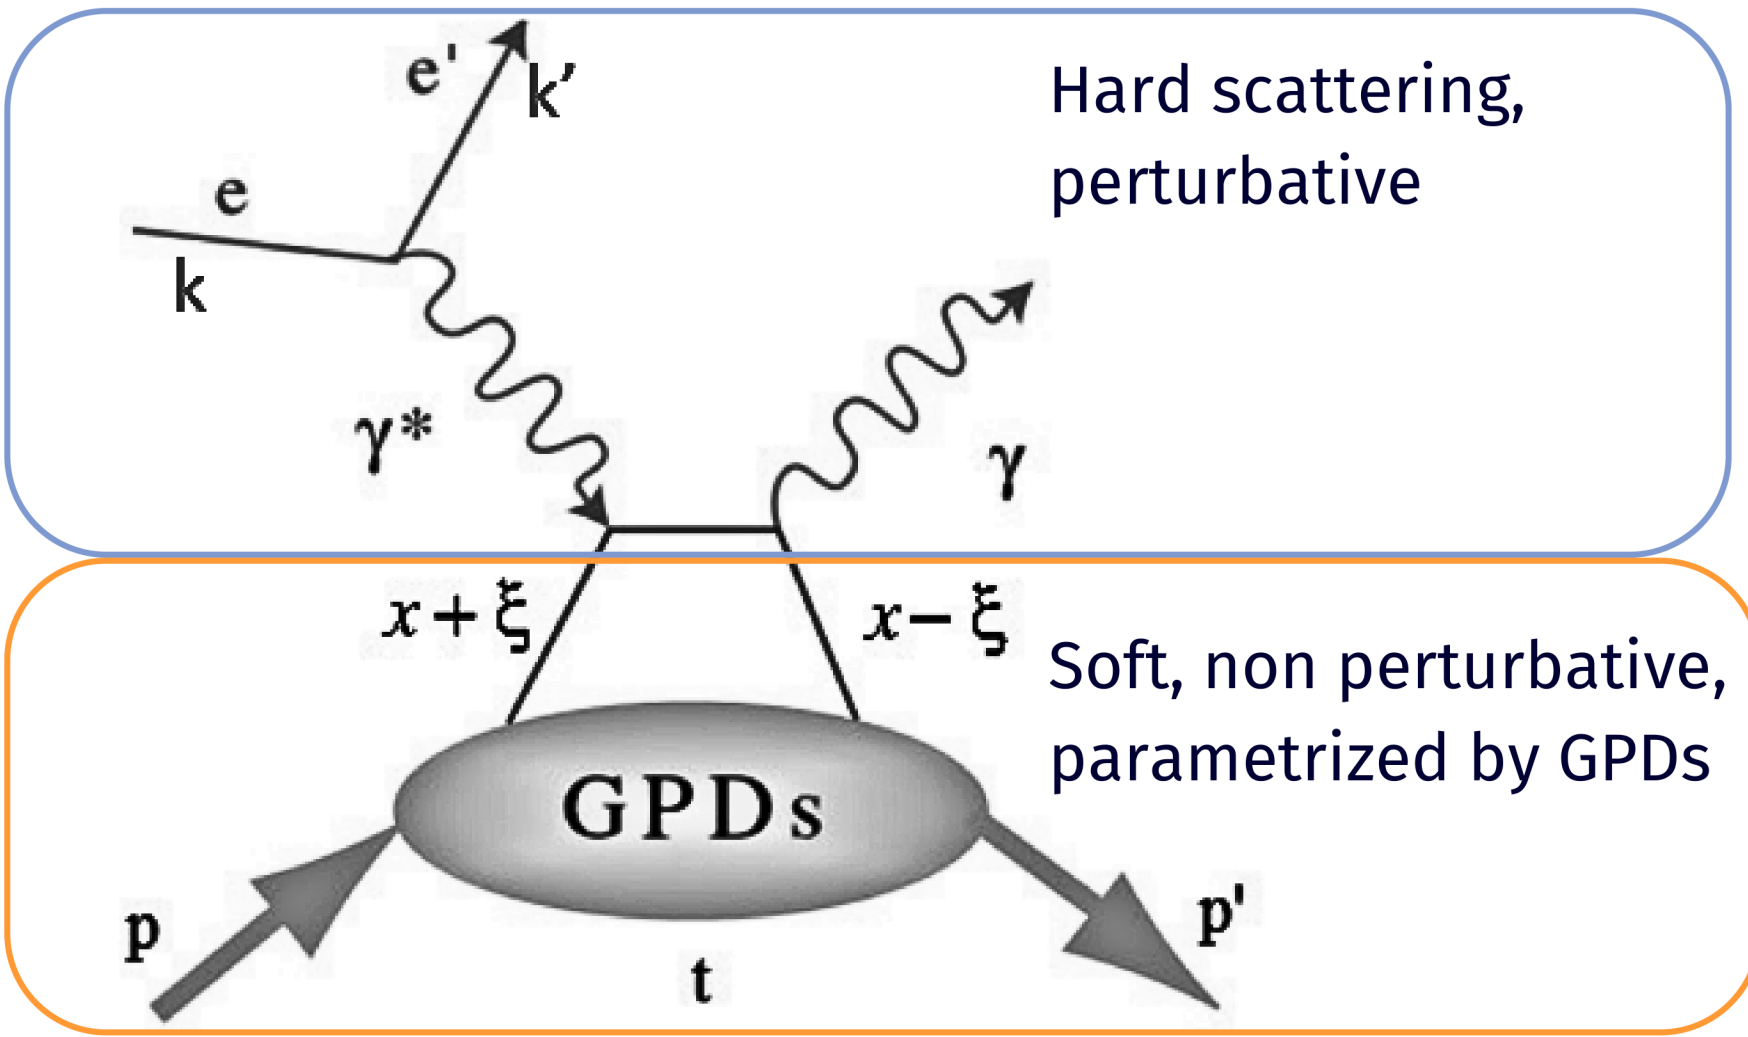 e'
k’
Hard scattering,
perturbative
e
k
γ*
γ
x+ξ
x−ξ
Soft, non perturbative,
parametrized by GPDs
GPDs
p
p'
t